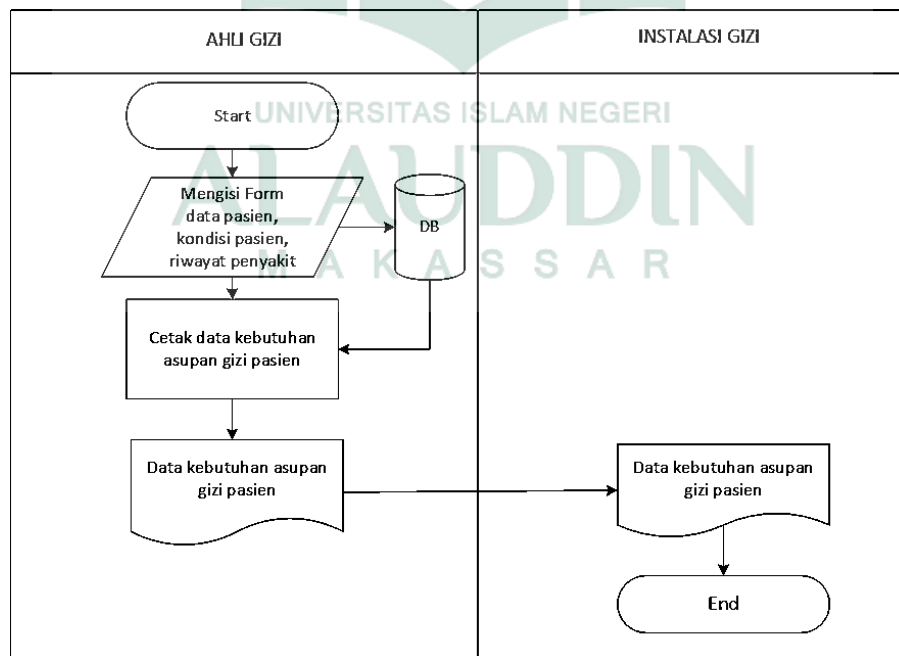 AHLI GIZI
INSTALASI GIZI
Start
UNIVERSITAS ISLAM NEGERI
ALAUDDIN
MAKASSAR
Mengisi Form
data pasien,
kondisi pasien,
riwayat penyakit
DB
Cetak data kebutuhan
asupan gizi pasien
Data kebutuhan asupan
gizi pasien
Data kebutuhan asupan
gizi pasien
End